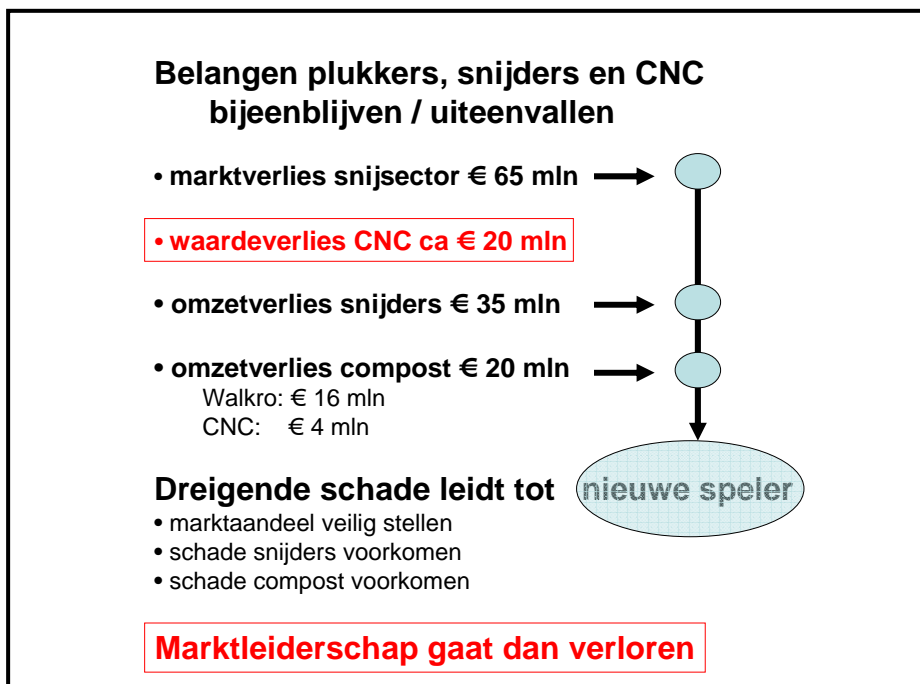 Belangen plukkers, snijders en CNC
bijeenblijven / uiteenvallen
• marktverlies snijsector € 65 mln
• waardeverlies CNC ca € 20 mln
• omzetverlies snijders € 35 mln
• omzetverlies compost € 20 mln
Walkro: € 16 mln
CNC: € 4 mln
Dreigende schade leidt tot nieuwe speler
• marktaandeel veilig stellen
• schade snijders voorkomen
• schade compost voorkomen
Marktleiderschap gaat dan verloren